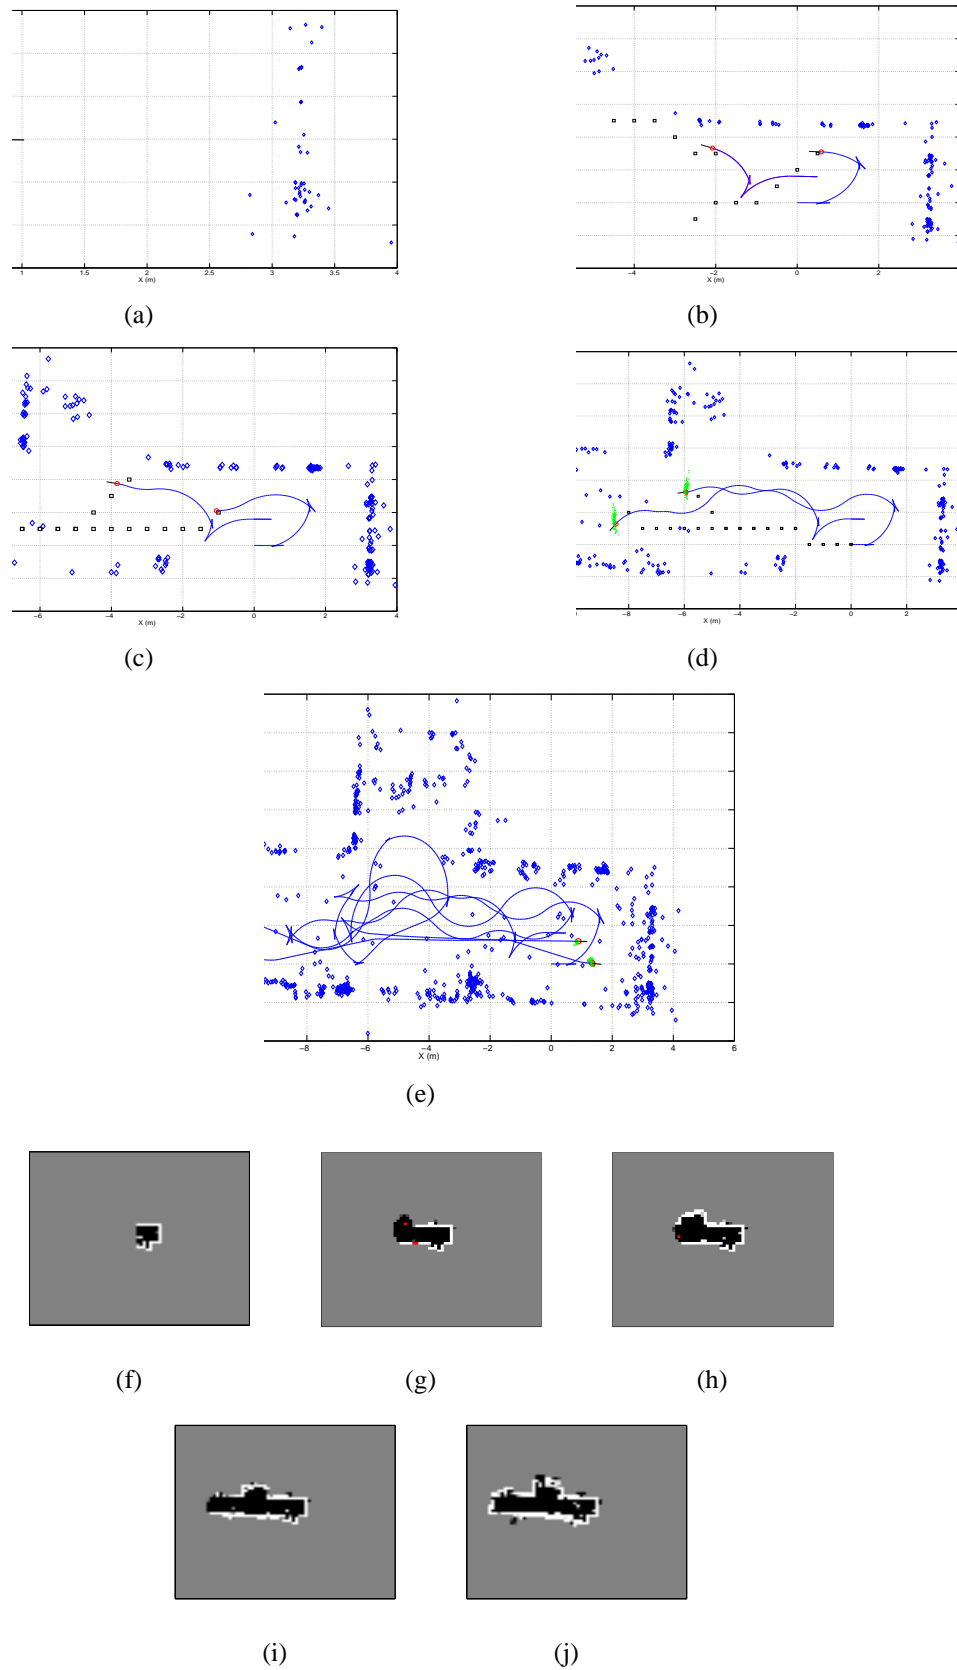 1 1.5 2 2.5 3 3.5 4
X (m)
(a)
−4 −2 0 2
X (m)
(b)
−6 −4 −2 0 2 4
X (m)
(c)
−8 −6 −4 −2 0 2
X (m)
(d)
−8 −6 −4 −2 0 2 4 6
X (m)
(e)
(f) (g) (h)
(i) (j)